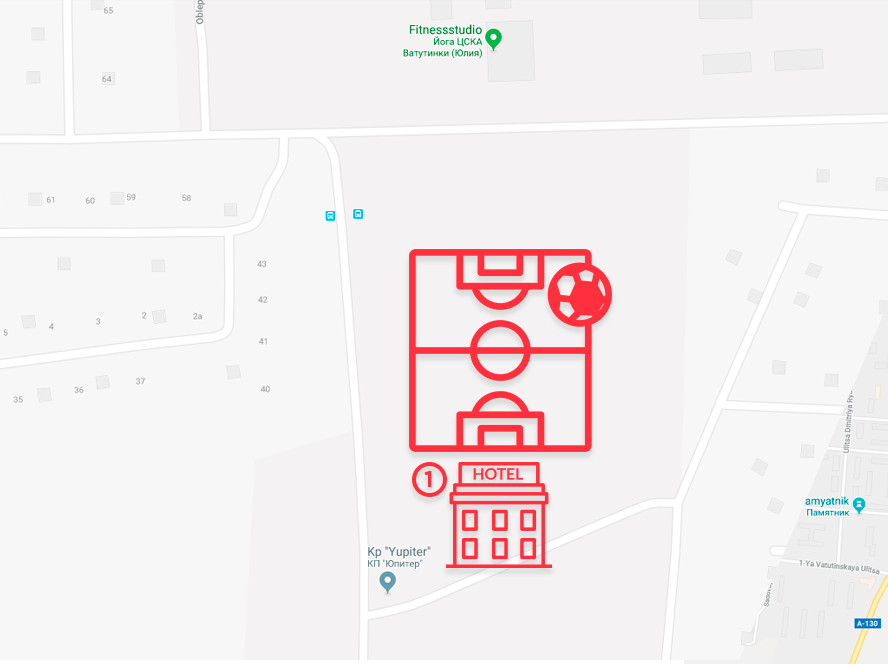 65
Oblep
Fitnessstudio
Йога ЦСКА
Ватутинки (Юлия)
64
61
60
59
58
43
42
41
40
5
4
3
2
2a
35
36
37
1
HOTEL
Ulitsa Dmitriya Ry
amyatnik
Памятник
Kp "Yupiter"
КП "Юпитер"
1-Ya Vatutinskaya Ulitsa
Sadov
A-130